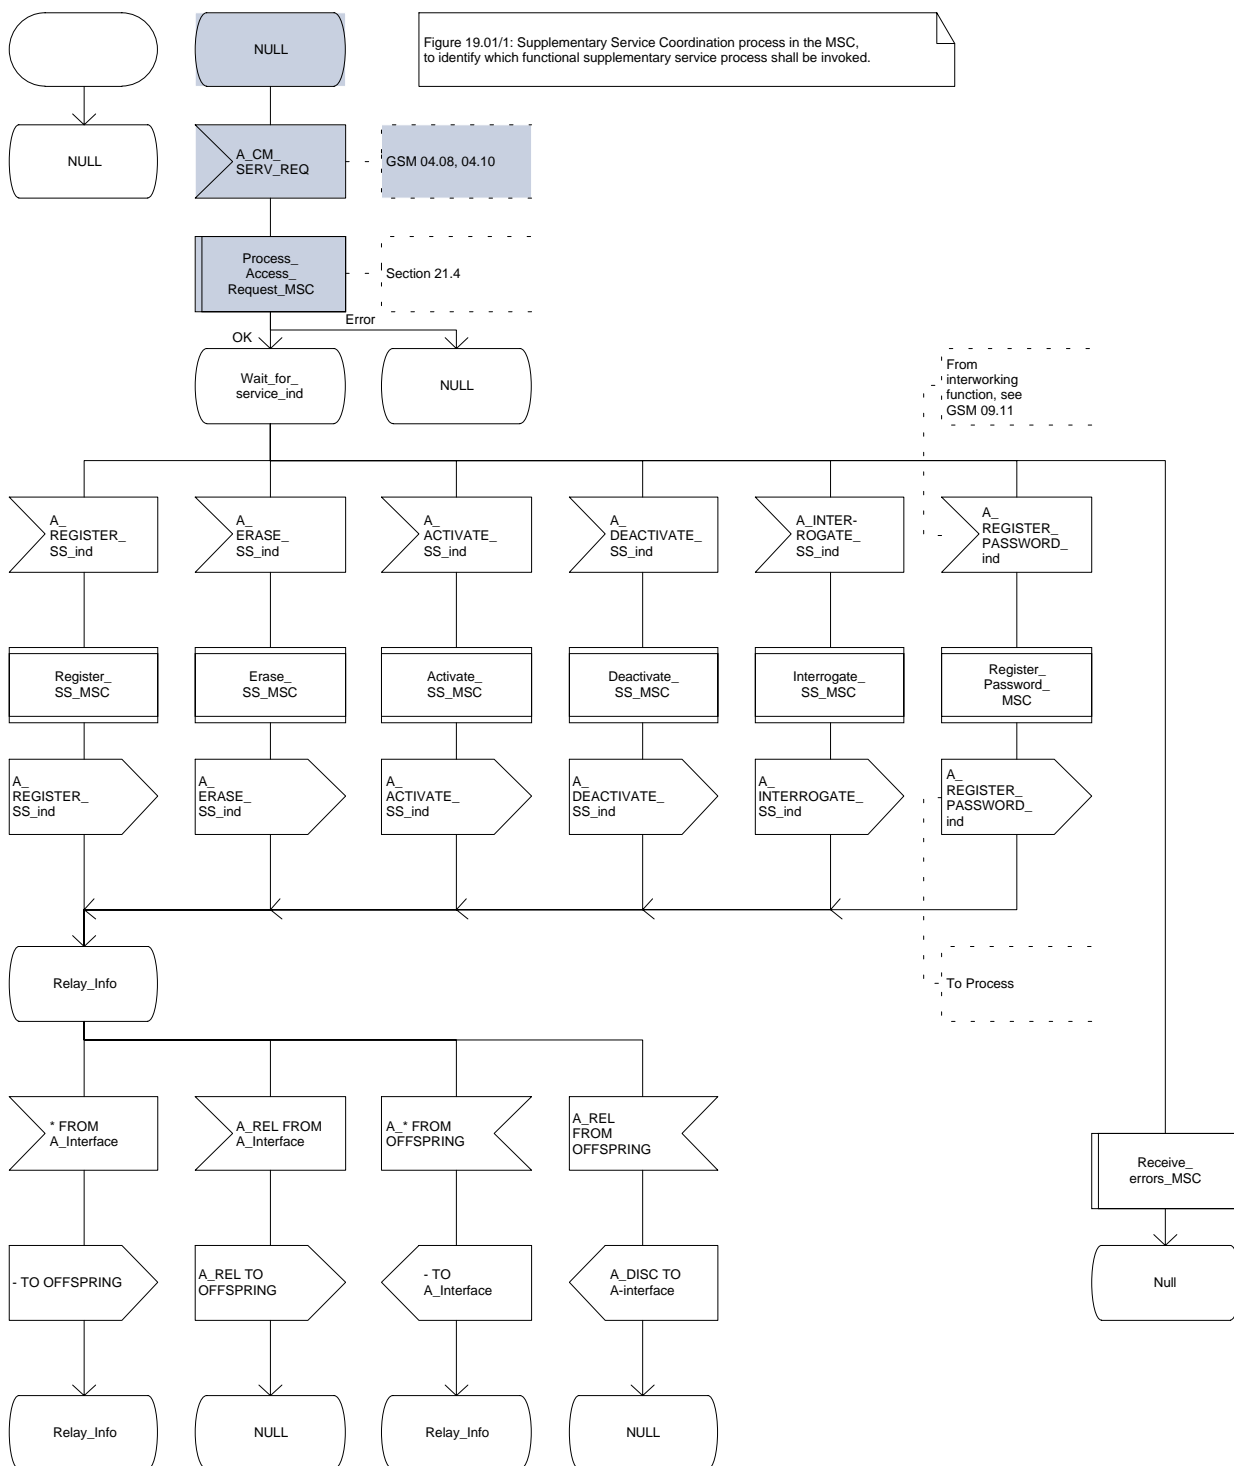 NULL
Figure 19.01/1: Supplementary Service Coordination process in the MSC,
to identify which functional supplementary service process shall be invoked.
NULL
A_CM_
SERV_REQ
GSM 04.08, 04.10
Process_
Access_
Request_MSC
Section 21.4
Error
OK
Wait_for_
service_ind
NULL
From
interworking
function, see
GSM 09.11
A_
REGISTER_
SS_ind
A_
ERASE_
SS_ind
A_
ACTIVATE_
SS_ind
A_
DEACTIVATE_
SS_ind
A_INTER-
ROGATE_
SS_ind
A_
REGISTER_
PASSWORD_
ind
Register_
SS_MSC
Erase_
SS_MSC
Activate_
SS_MSC
Deactivate_
SS_MSC
Interrogate_
SS_MSC
Register_
Password_
MSC
A_
REGISTER_
SS_ind
A_
ERASE_
SS_ind
A_
ACTIVATE_
SS_ind
A_
DEACTIVATE_
SS_ind
A_
INTERROGATE_
SS_ind
A_
REGISTER_
PASSWORD_
ind
Relay_Info
To Process
* FROM
A_Interface
A_REL FROM
A_Interface
A_* FROM
OFFSPRING
A_REL
FROM
OFFSPRING
Receive_
errors_MSC
- TO OFFSPRING
A_REL TO
OFFSPRING
- TO
A_Interface
A_DISC TO
A-interface
Null
Relay_Info
NULL
Relay_Info
NULL